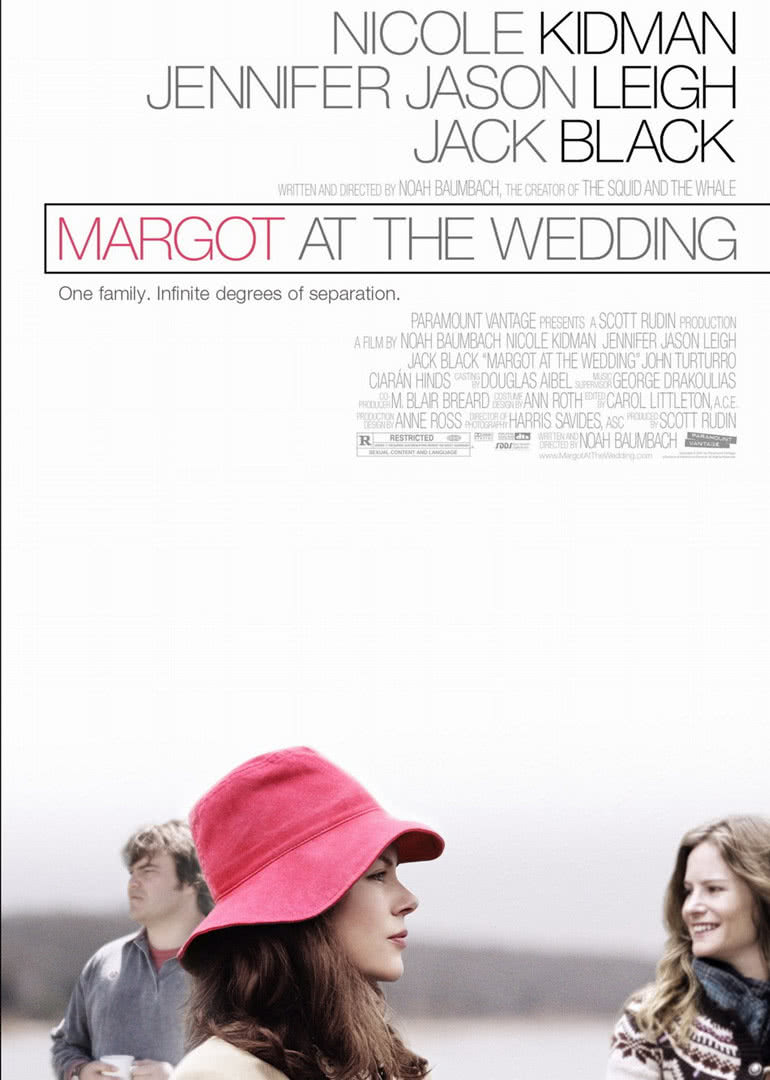 NICOLE KIDMAN
JENNIFER JASON LEIGH
JACK BLACK
WRITTEN AND DIRECTED BY NOAH BAUMBACH, THE CREATOR OF THE SQUID AND THE WHALE
MARGOT AT THE WEDDING
One family. Infinite degrees of separation.
PARAMOUNT VANTAGE PRESENTS A SCOTT RUDIN PRODUCTION
A FILM BY NOAH BAUMBACH NICOLE KIDMAN JENNIFER JASON LEIGH
JACK BLACK "MARGOT AT THE WEDDING" JOHN TURTURRO
CIARÁN HINDS CASTING BY DOUGLAS AIBEL MUSIC SUPERVISOR GEORGE DRAKOULIAS
CO-PRODUCER M. BLAIR BREARD COSTUME DESIGN BY ANN ROTH EDITED BY CAROL LITTLETON, A.C.E.
PRODUCTION DESIGN BY ANNE ROSS DIRECTOR OF PHOTOGRAPHY HARRIS SAVIDES, ASC PRODUCED BY SCOTT RUDIN
R RESTRICTED
SEXUAL CONTENT AND LANGUAGE
dts
WRITTEN AND DIRECTED BY NOAH BAUMBACH
PARAMOUNT VANTAGE
www.MargotAtTheWedding.com